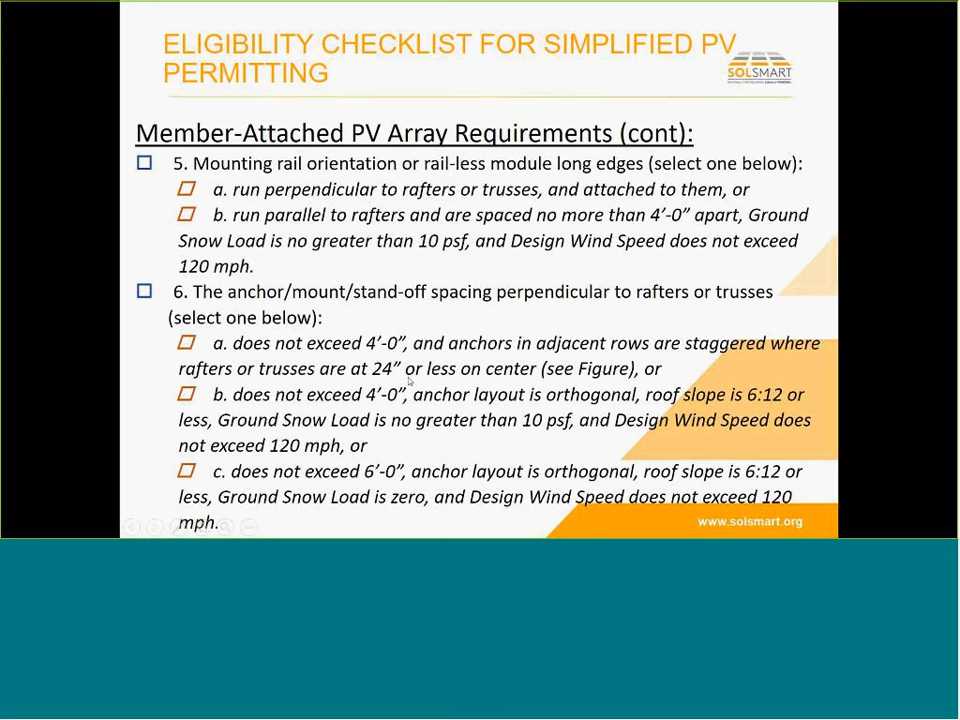 ELIGIBILITY CHECKLIST FOR SIMPLIFIED PV
PERMITTING
SOLSMART
Member-Attached PV Array Requirements (cont):
5. Mounting rail orientation or rail-less module long edges (select one below):
a. run perpendicular to rafters or trusses, and attached to them, or
b. run parallel to rafters and are spaced no more than 4’-0” apart, Ground
Snow Load is no greater than 10 psf, and Design Wind Speed does not exceed
120 mph.
6. The anchor/mount/stand-off spacing perpendicular to rafters or trusses
(select one below):
a. does not exceed 4’-0”, and anchors in adjacent rows are staggered where
rafters or trusses are at 24” or less on center (see Figure), or
b. does not exceed 4’-0”, anchor layout is orthogonal, roof slope is 6:12 or
less, Ground Snow Load is no greater than 10 psf, and Design Wind Speed does
not exceed 120 mph, or
c. does not exceed 6’-0”, anchor layout is orthogonal, roof slope is 6:12 or
less, Ground Snow Load is zero, and Design Wind Speed does not exceed 120
mph.
www.solsmart.org